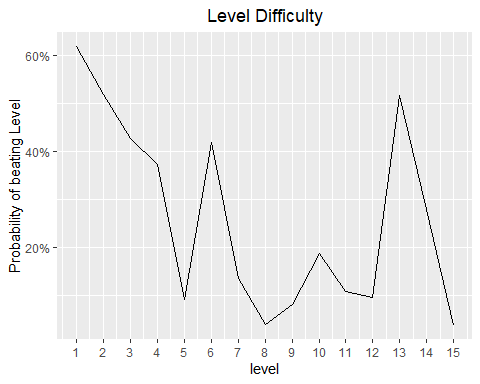 Level Difficulty
Probability of beating Level
60%
40%
20%
1 2 3 4 5 6 7 8 9 10 11 12 13 14 15
level